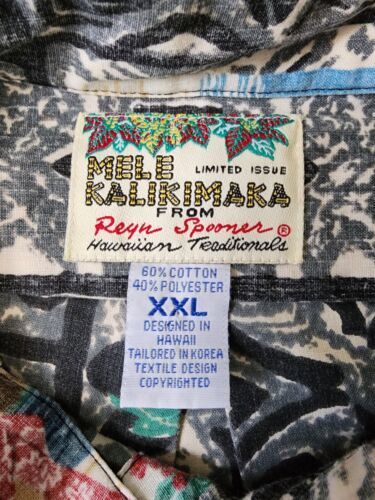 MELE LIMITED ISSUE
KALIKIMAKA
FROM
Reyn Spooner®
Hawaiian Traditionals
60% COTTON
40% POLYESTER
XXL
DESIGNED IN
HAWAII
TAILORED IN KOREA
TEXTILE DESIGN
COPYRIGHTED